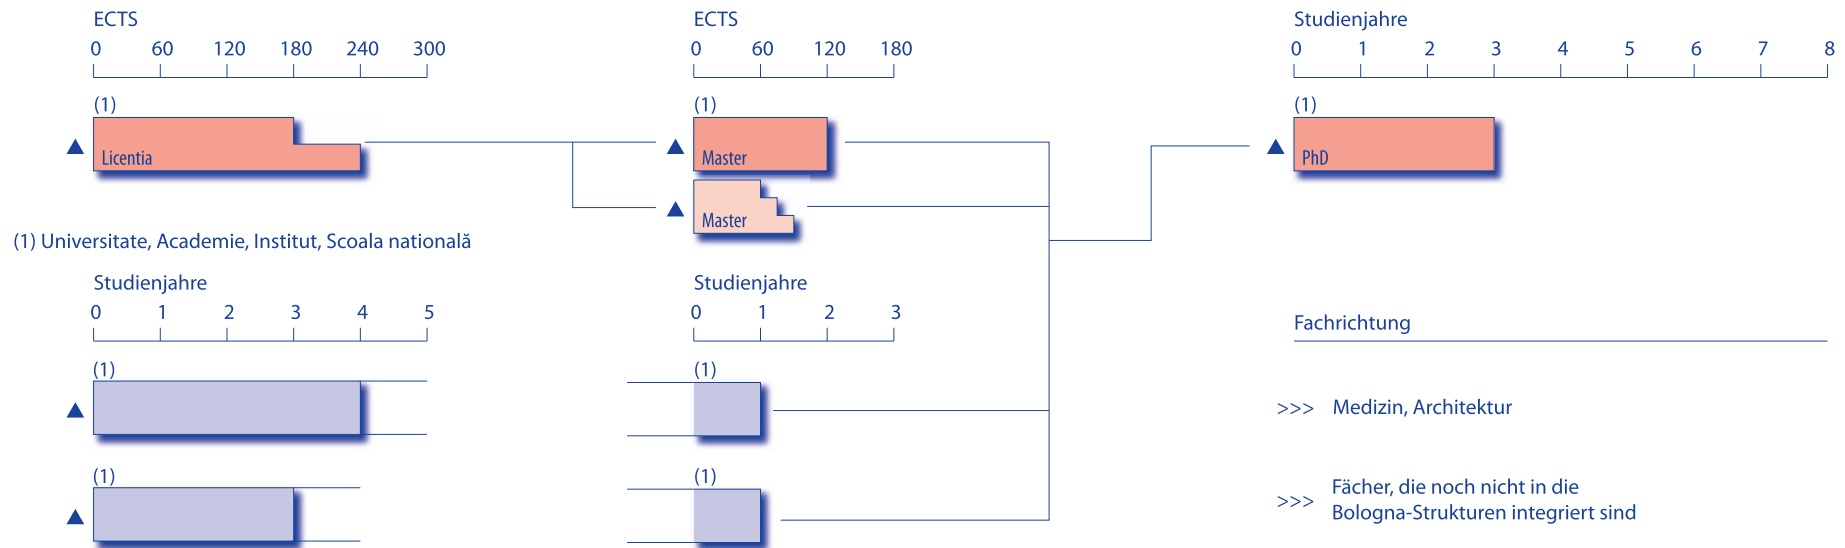 ECTS
0 60 120 180 240 300
ECTS
0 60 120 180
Studienjahre
0 1 2 3 4 5 6 7 8
(1)
Licentia
(1)
Master
Master
(1)
PhD
(1) Universitate, Academie, Institut, Scoala natională
Studienjahre
0 1 2 3 4 5
Studienjahre
0 1 2 3
Fachrichtung
(1)
(1)
>>> Medizin, Architektur
(1)
(1)
>>> Fächer, die noch nicht in die
Bologna-Strukturen integriert sind